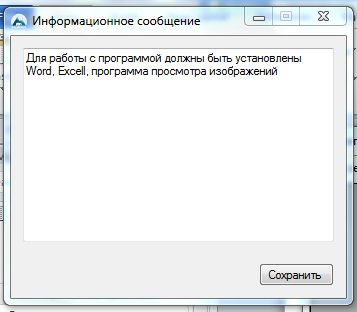 Информационное сообщение
Для работы с программой должны быть установлены
Word, Excell, программа просмотра изображений
Сохранить